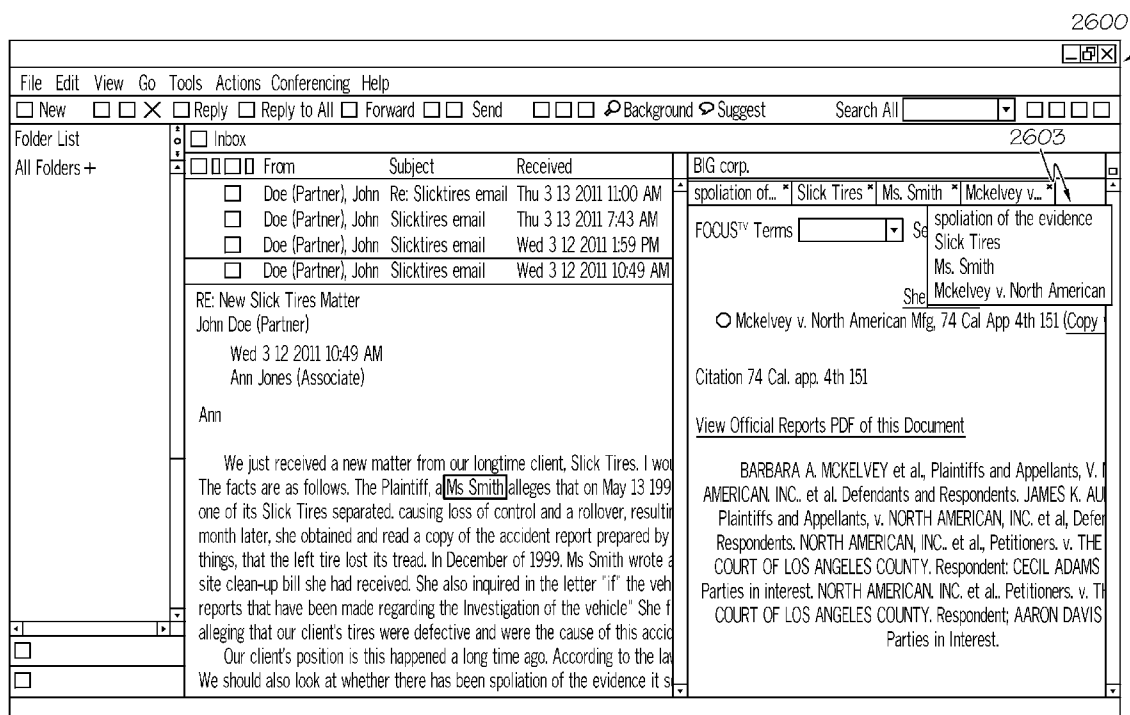 2600
File Edit View Go Tools Actions Conferencing Help
New Reply Reply to All Forward Send Background Suggest Search All
Folder List
All Folders +
Inbox
2603
From Subject Received
Doe (Partner), John Re: Slicktires email Thu 3 13 2011 11:00 AM
Doe (Partner), John Slicktires email Thu 3 13 2011 7:43 AM
Doe (Partner), John Slicktires email Wed 3 12 2011 1:59 PM
Doe (Partner), John Slicktires email Wed 3 12 2011 10:49 AM
RE: New Slick Tires Matter
John Doe (Partner)
Wed 3 12 2011 10:49 AM
Ann Jones (Associate)
Ann
We just received a new matter from our longtime client, Slick Tires. I wou
The facts are as follows. The Plaintiff, a Ms Smith alleges that on May 13 199
one of its Slick Tires separated. causing loss of control and a rollover, resultin
month later, she obtained and read a copy of the accident report prepared by
things, that the left tire lost its tread. In December of 1999. Ms Smith wrote a
site clean-up bill she had received. She also inquired in the letter "if" the veh
reports that have been made regarding the Investigation of the vehicle" She f
alleging that our client's tires were defective and were the cause of this accid
Our client's position is this happened a long time ago. According to the la
We should also look at whether there has been spoliation of the evidence it s
BIG corp.
spoliation of... × Slick Tires × Ms. Smith × Mckelvey v... ×
FOCUS™ Terms Se
spoliation of the evidence
Slick Tires
Ms. Smith
Mckelvey v. North American
She
Mckelvey v. North American Mfg, 74 Cal App 4th 151 (Copy
Citation 74 Cal. app. 4th 151
View Official Reports PDF of this Document
BARBARA A. MCKELVEY et al., Plaintiffs and Appellants, V. N
AMERICAN. INC.. et al. Defendants and Respondents. JAMES K. AU
Plaintiffs and Appellants, v. NORTH AMERICAN, INC. et al, Defer
Respondents. NORTH AMERICAN, INC.. et al., Petitioners. v. THE
COURT OF LOS ANGELES COUNTY. Respondent: CECIL ADAMS
Parties in interest. NORTH AMERICAN. INC. et al.. Petitioners. v. TH
COURT OF LOS ANGELES COUNTY. Respondent; AARON DAVIS
Parties in Interest.